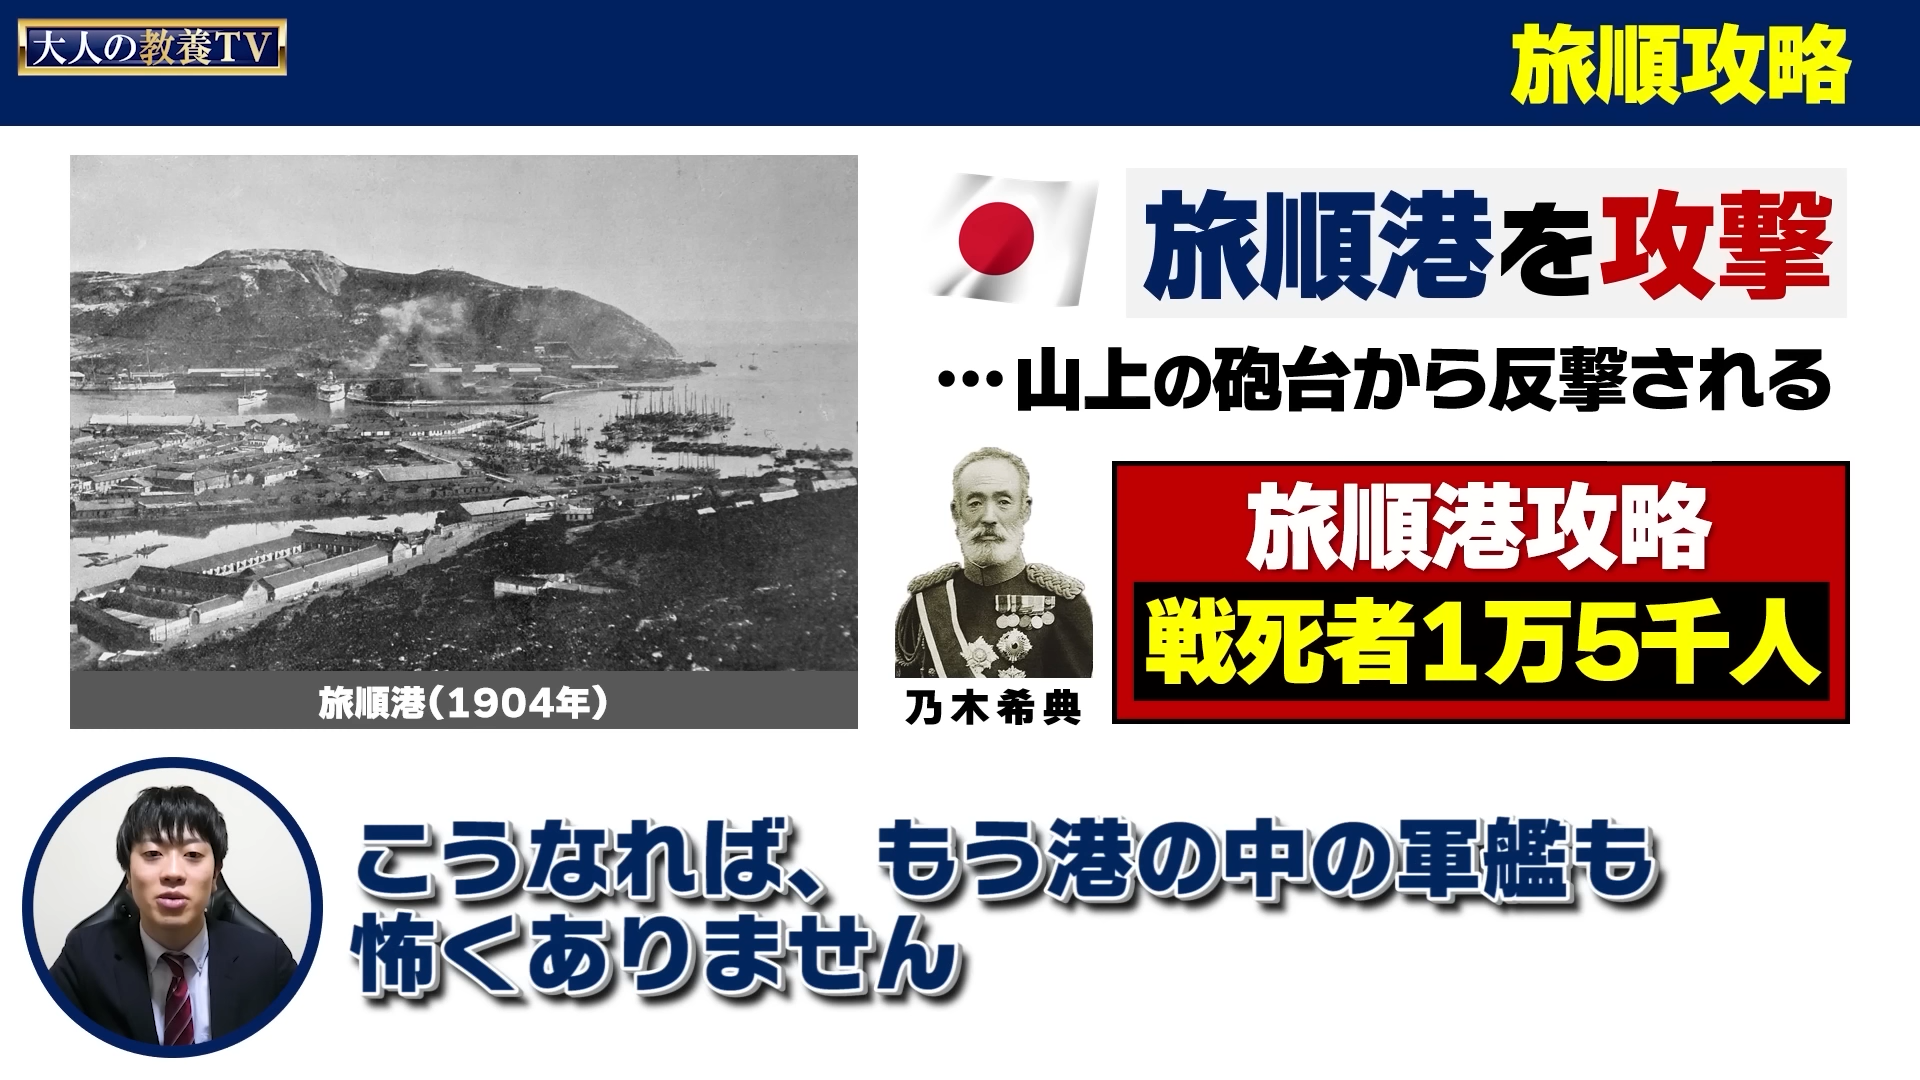 大人の教養TV
旅順攻略
旅順港を攻撃
…山上の砲台から反撃される
旅順港攻略
戦死者1万5千人
乃木希典
旅順港(1904年)
こうなれば、もう港の中の軍艦も
怖くありません